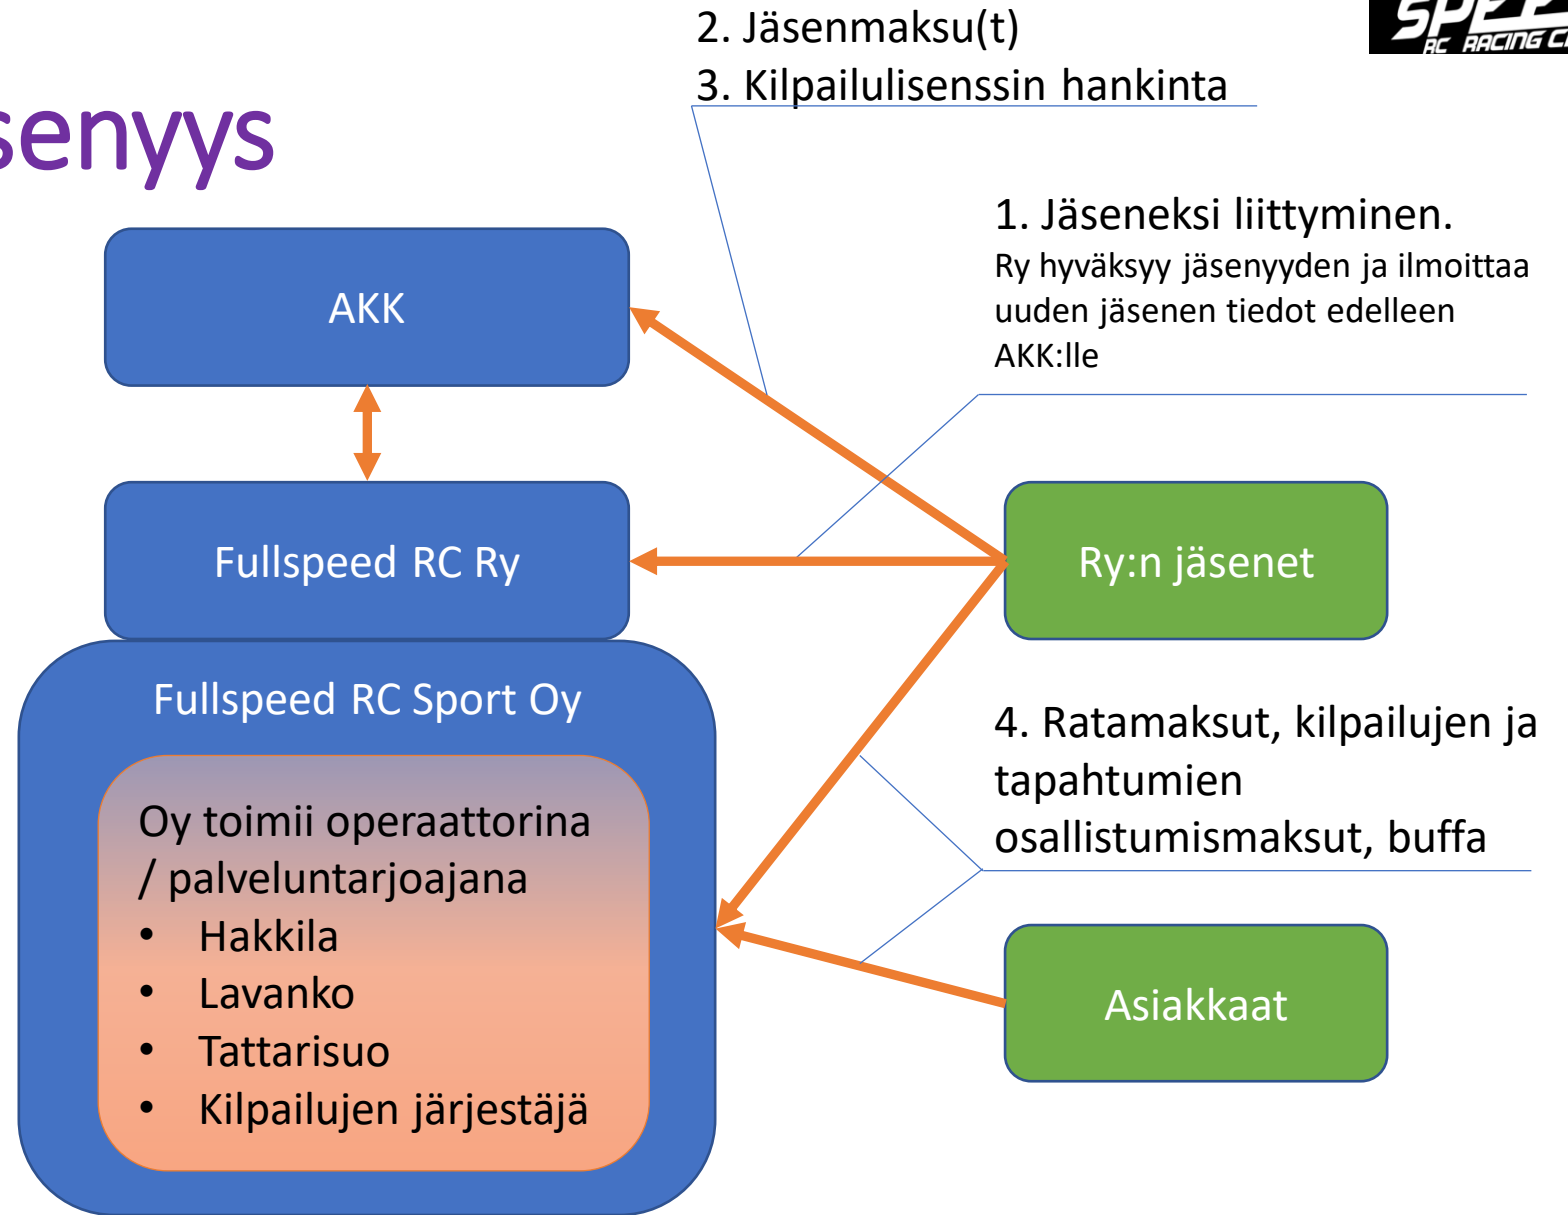 2. Jäsenmaksu(t)
3. Kilpailulisenssin hankinta
RC RACING
senyys
1. Jäseneksi liittyminen.
Ry hyväksyy jäsenyyden ja ilmoittaa
uuden jäsenen tiedot edelleen
AKK:lle
AKK
Fullspeed RC Ry
Ry:n jäsenet
Fullspeed RC Sport Oy
Oy toimii operaattorina
/ palveluntarjoajana
• Hakkila
• Lavanko
• Tattarisuo
• Kilpailujen järjestäjä
4. Ratamaksut, kilpailujen ja
tapahtumien
osallistumismaksut, buffa
Asiakkaat